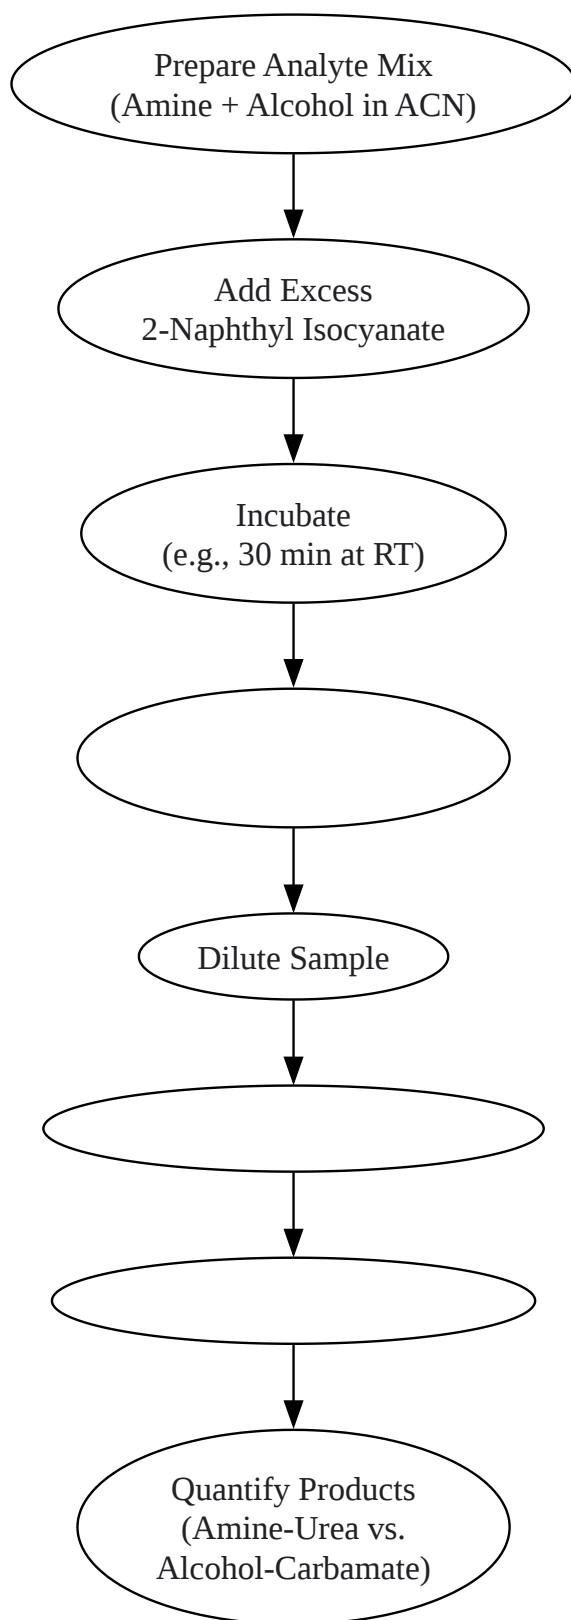 Prepare Analyte Mix
(Amine + Alcohol in ACN)
Add Excess
2-Naphthyl Isocyanate
Incubate
(e.g., 30 min at RT)
Dilute Sample
Quantify Products
(Amine-Urea vs.
Alcohol-Carbamate)